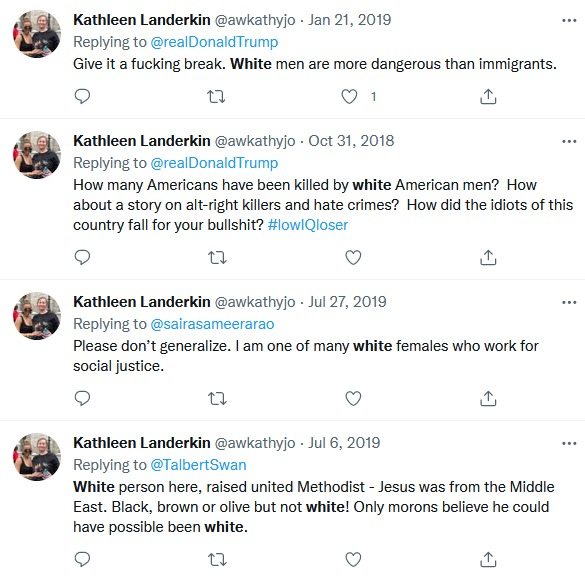 Kathleen Landerkin @awkathyjo · Jan 21, 2019
Replying to @realDonaldTrump
Give it a fucking break. White men are more dangerous than immigrants.
1
Kathleen Landerkin @awkathyjo · Oct 31, 2018
Replying to @realDonaldTrump
How many Americans have been killed by white American men? How
about a story on alt-right killers and hate crimes? How did the idiots of this
country fall for your bullshit? #lowIQloser
Kathleen Landerkin @awkathyjo · Jul 27, 2019
Replying to @sairasameerarao
Please don’t generalize. I am one of many white females who work for
social justice.
Kathleen Landerkin @awkathyjo · Jul 6, 2019
Replying to @TalbertSwan
White person here, raised united Methodist - Jesus was from the Middle
East. Black, brown or olive but not white! Only morons believe he could
have possible been white.